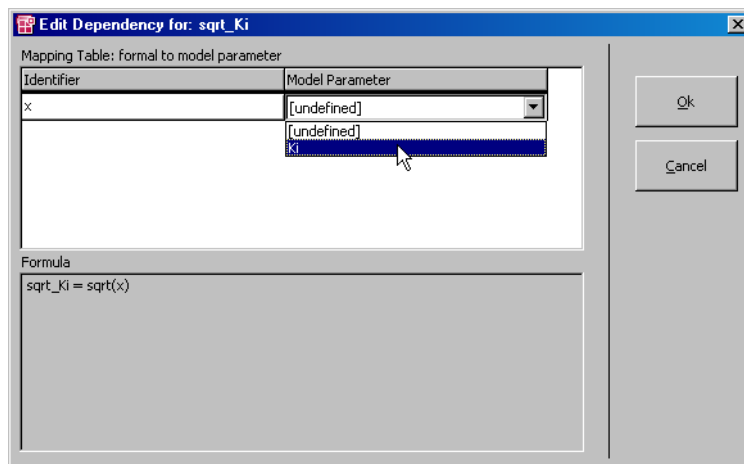 Edit Dependency for: sqrt_Ki
Mapping Table: formal to model parameter
Identifier Model Parameter
x [undefined]
[undefined]
Ki
Ok
Cancel
Formula
sqrt_Ki = sqrt(x)